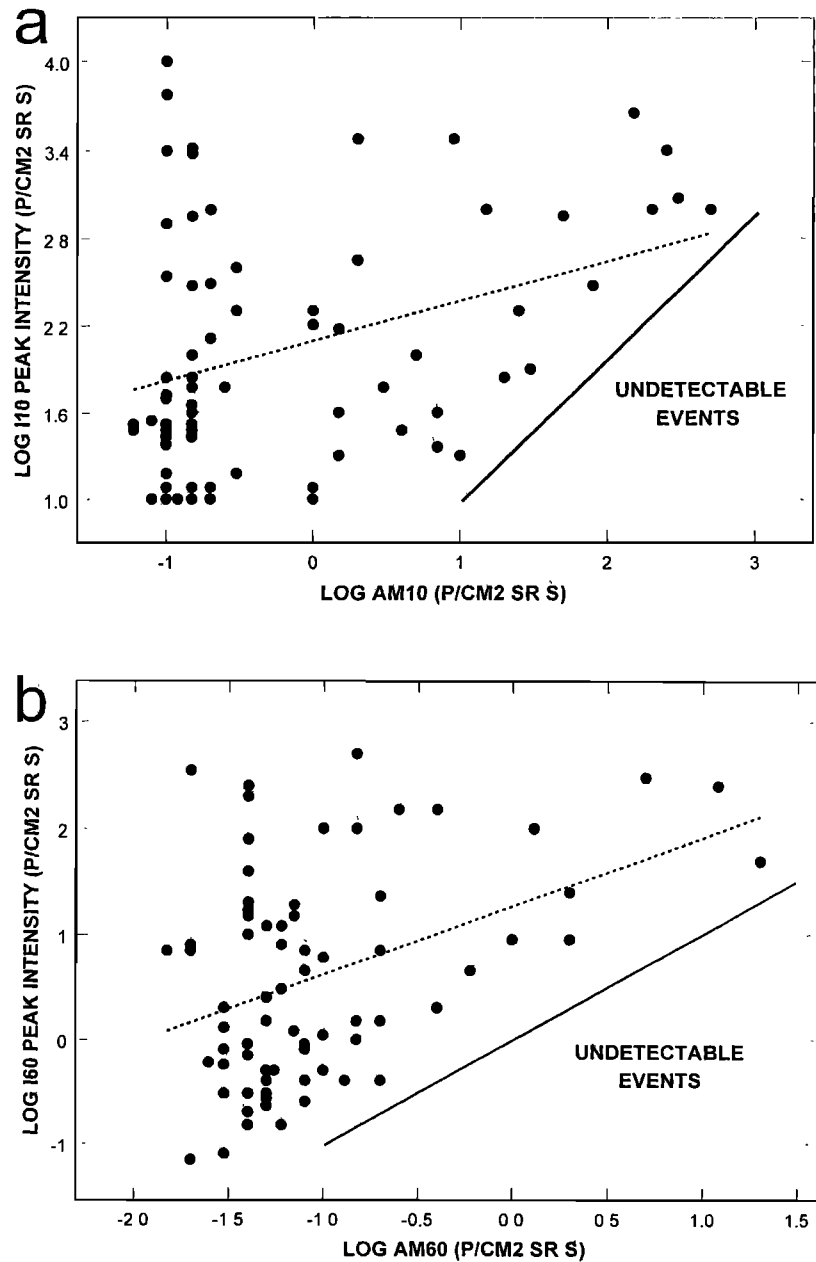 a
LOG I10 PEAK INTENSITY (P/CM2 SR S)
4.0
3.4
2.8
2.2
1.6
1.0
UNDETECTABLE
EVENTS
-1
0
1
2
3
LOG AM10 (P/CM2 SR S)
b
LOG I60 PEAK INTENSITY (P/CM2 SR S)
3
2
1
0
-1
UNDETECTABLE
EVENTS
-2 0
-1 5
-1 0
-0.5
0 0
0 5
1.0
1.5
LOG AM60 (P/CM2 SR S)